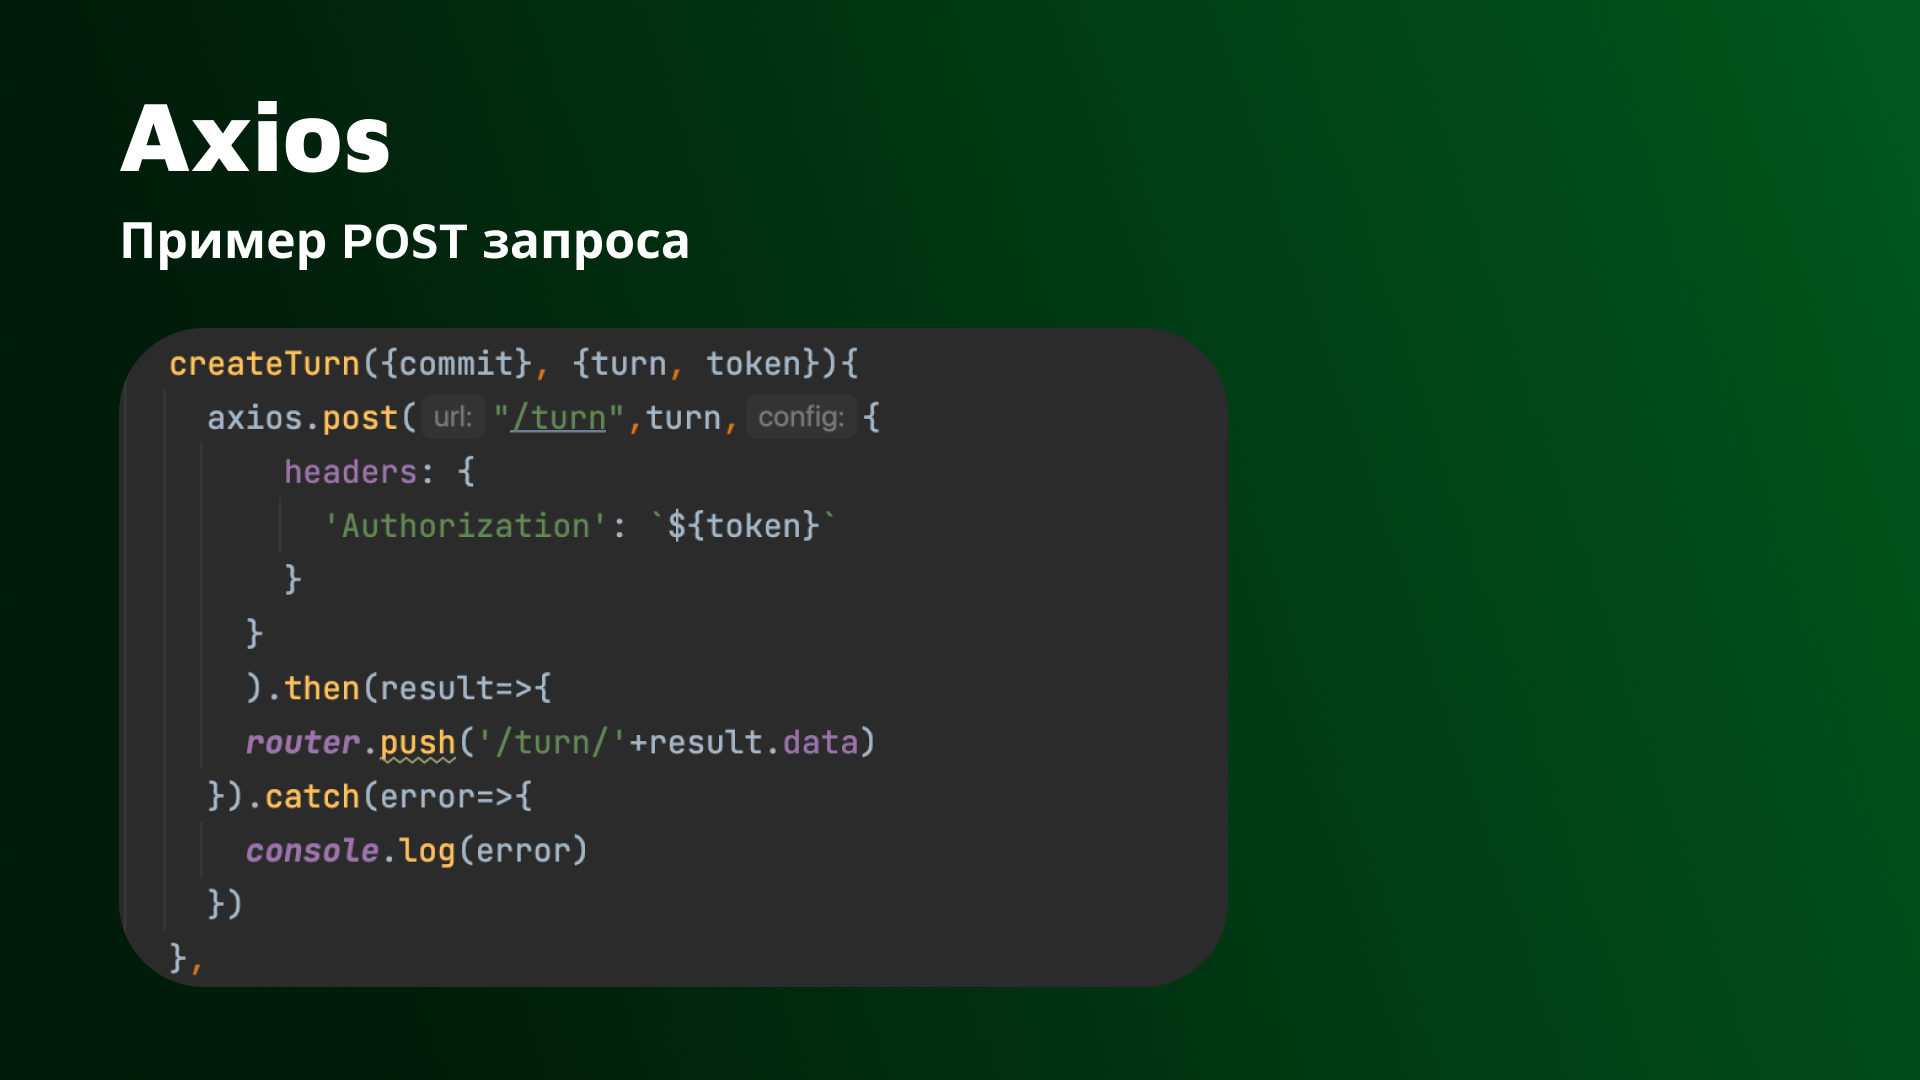 Axios
Пример POST запроса
createTurn({commit}, {turn, token}){
axios.post( url: "/turn",turn, config: {
headers: {
'Authorization': `${token}`
}
}
).then(result=>{
router.push('/turn/'+result.data)
}).catch(error=>{
console.log(error)
})
},